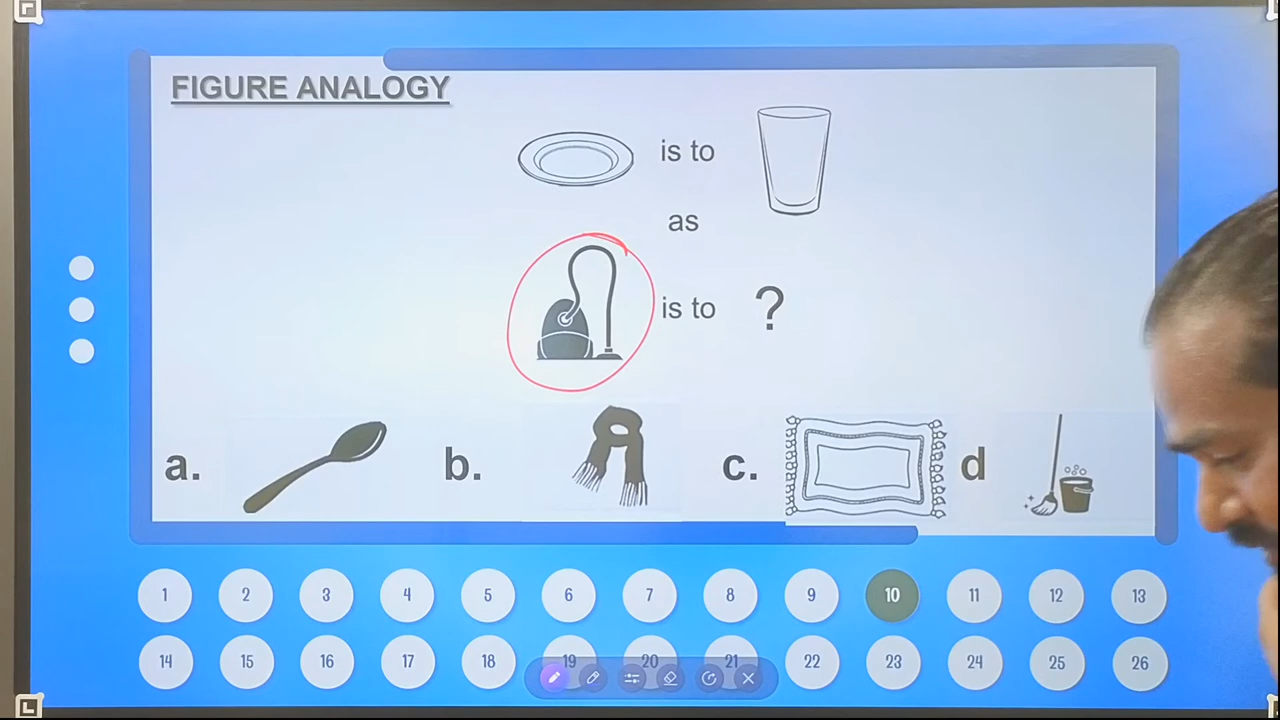 FIGURE ANALOGY
is to
as
is to ?
a. b. c. d
1 2 3 4 5 6 7 8 9 10 11 12 13
14 15 16 17 18 19 20 21 22 23 24 25 26